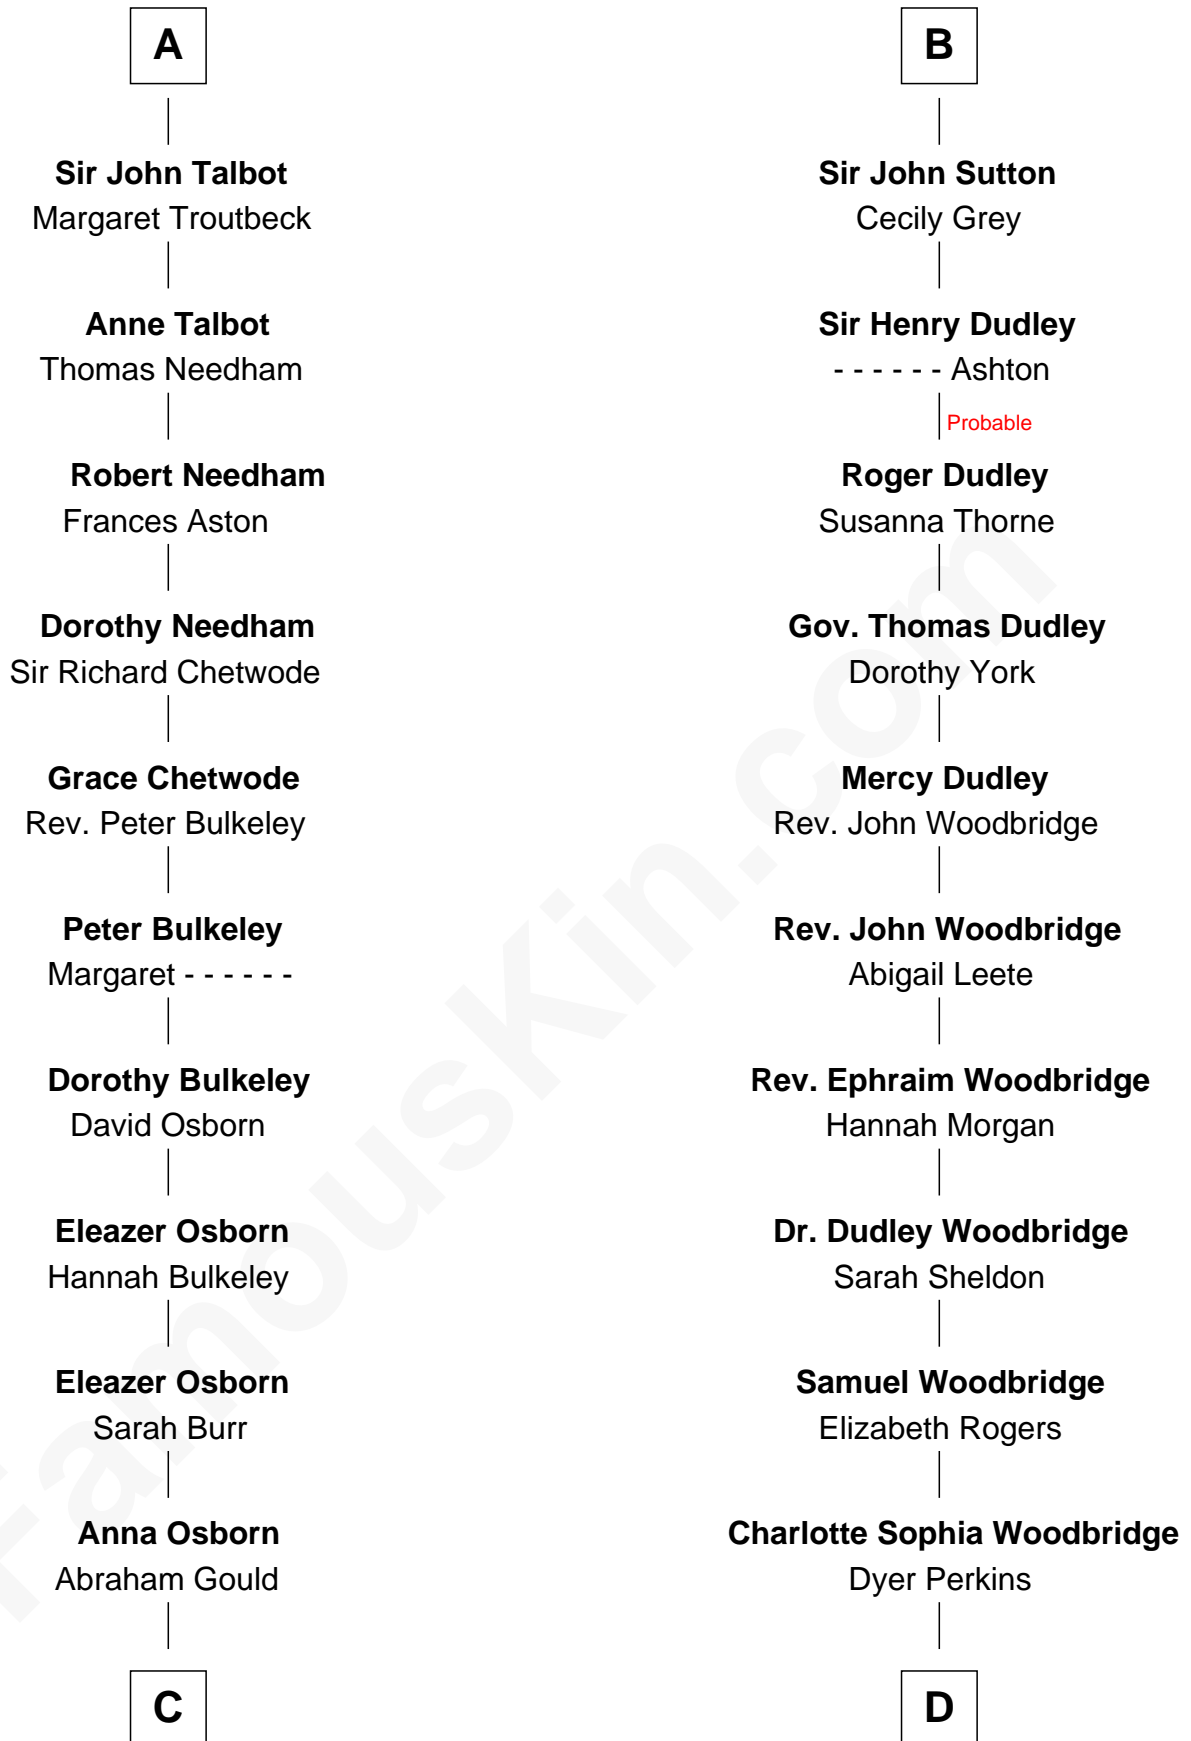 A
Sir John Talbot
Margaret Troutbeck
Anne Talbot
Thomas Needham
Robert Needham
Frances Aston
Dorothy Needham
Sir Richard Chetwode
Grace Chetwode
Rev. Peter Bulkeley
Peter Bulkeley
Margaret - - - - - -
Dorothy Bulkeley
David Osborn
Eleazer Osborn
Hannah Bulkeley
Eleazer Osborn
Sarah Burr
Anna Osborn
Abraham Gould
C
B
Sir John Sutton
Cecily Grey
Sir Henry Dudley
- - - - - - Ashton
Probable
Roger Dudley
Susanna Thorne
Gov. Thomas Dudley
Dorothy York
Mercy Dudley
Rev. John Woodbridge
Rev. John Woodbridge
Abigail Leete
Rev. Ephraim Woodbridge
Hannah Morgan
Dr. Dudley Woodbridge
Sarah Sheldon
Samuel Woodbridge
Elizabeth Rogers
Charlotte Sophia Woodbridge
Dyer Perkins
D
FamousKin.com